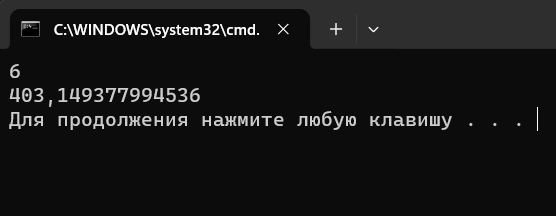 C:\WINDOWS\system32\cmd.
6
403,149377994536
Для продолжения нажмите любую клавишу . . .